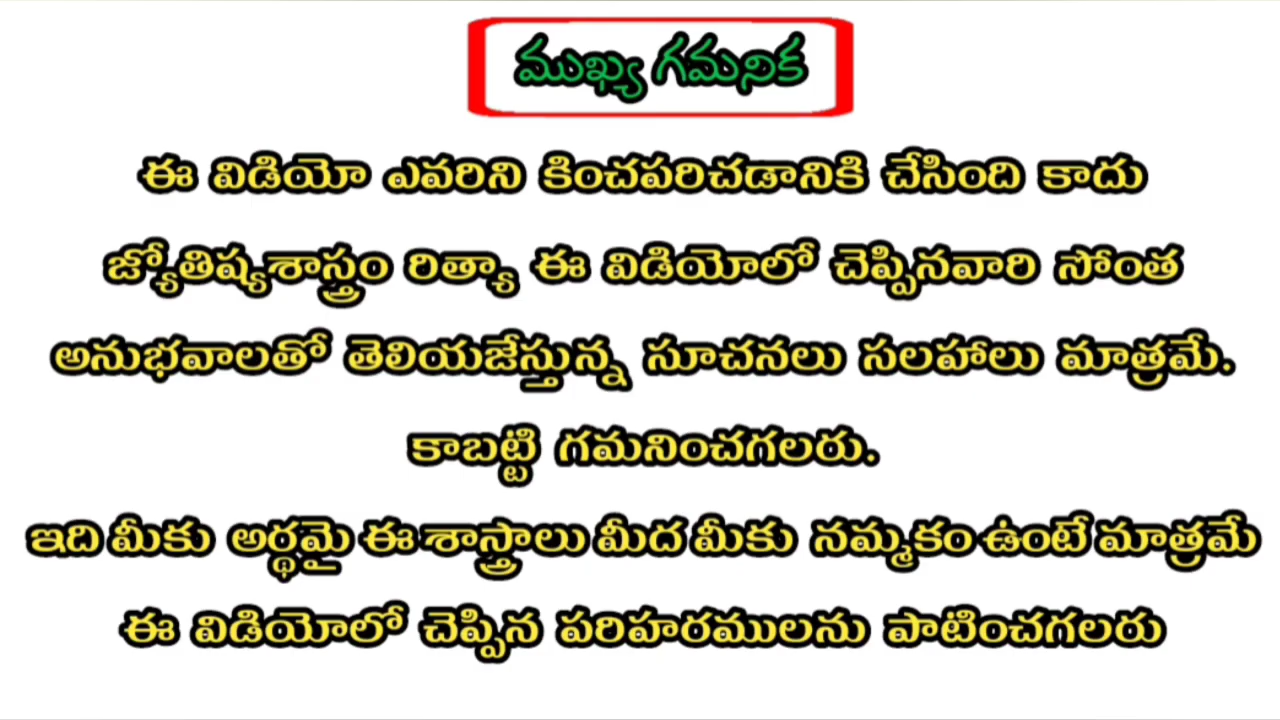 ముఖ్య గమనిక
ఈ విడియో ఎవరిని కించపరిచడానికి చేసింది కాదు
జ్యోతిష్యశాస్త్రం రిత్యా ఈ విడియోలో చెప్పినవారి సోంత
అనుభవాలతో తెలియజేస్తున్న సూచనలు సలహాలు మాత్రమే.
కాబట్టి గమనించగలరు.
ఇది మీకు అర్థమై ఈ శాస్త్రాలు మీద మీకు నమ్మకం ఉంటే మాత్రమే
ఈ విడియోలో చెప్పిన పరిహరములను పాటించగలరు